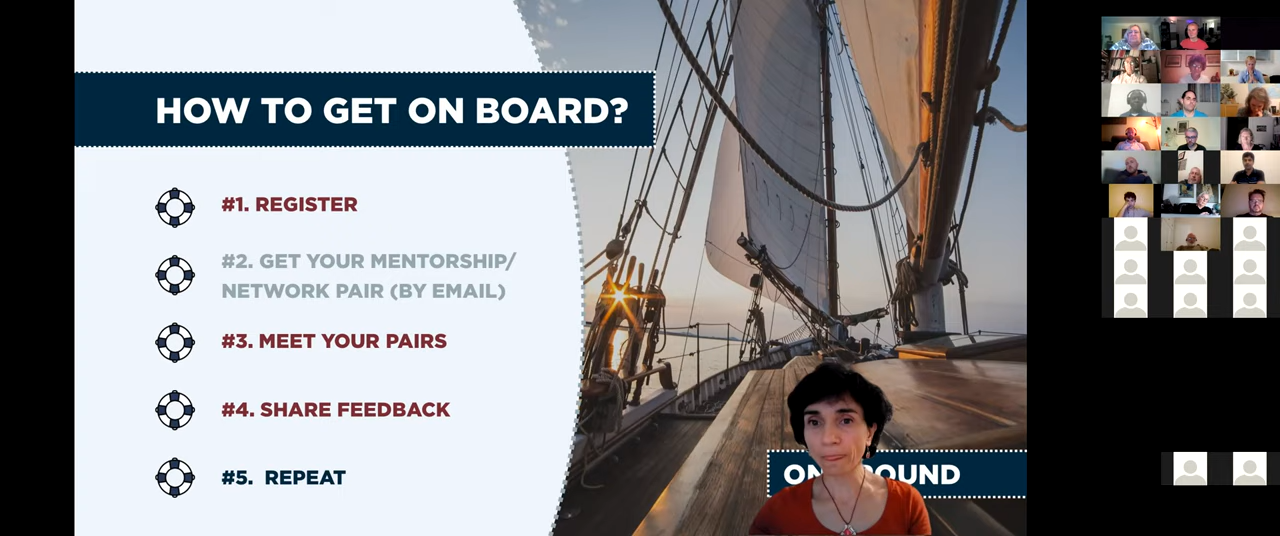 HOW TO GET ON BOARD?
#1. REGISTER
#2. GET YOUR MENTORSHIP/
NETWORK PAIR (BY EMAIL)
#3. MEET YOUR PAIRS
#4. SHARE FEEDBACK
#5. REPEAT